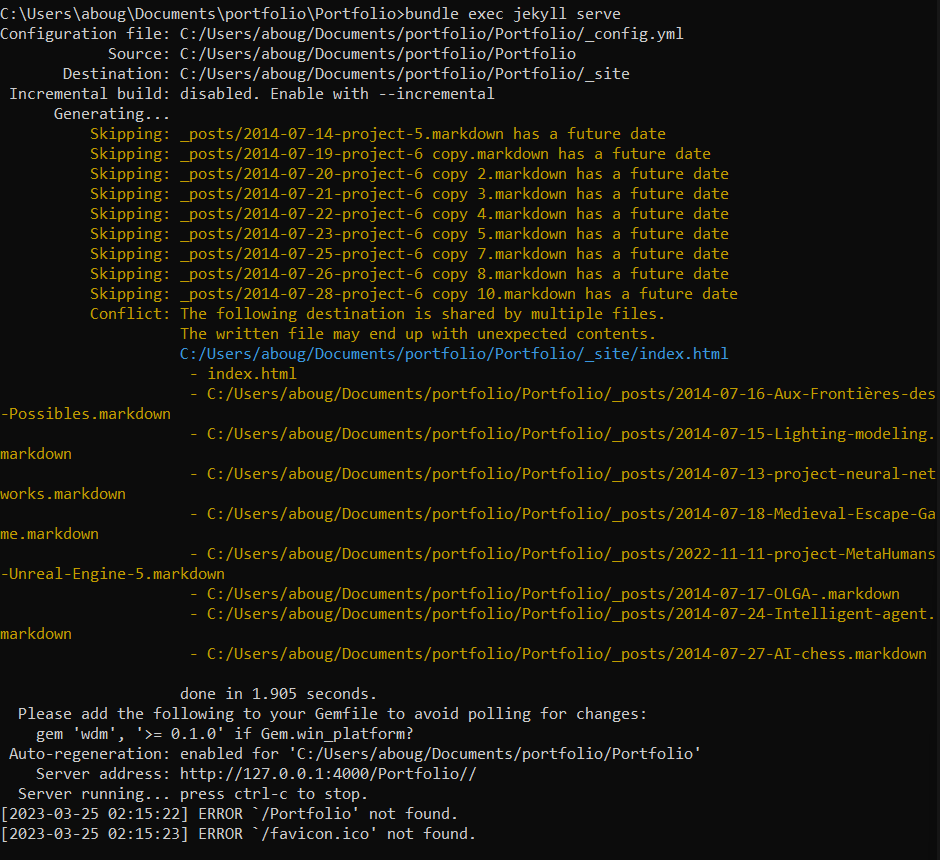 C:\Users\aboug\Documents\portfolio\Portfolio>bundle exec jekyll serve
Configuration file: C:/Users/aboug/Documents/portfolio/Portfolio/_config.yml
Source: C:/Users/aboug/Documents/portfolio/Portfolio
Destination: C:/Users/aboug/Documents/portfolio/Portfolio/_site
Incremental build: disabled. Enable with --incremental
Generating...
Skipping: _posts/2014-07-14-project-5.markdown has a future date
Skipping: _posts/2014-07-19-project-6 copy.markdown has a future date
Skipping: _posts/2014-07-20-project-6 copy 2.markdown has a future date
Skipping: _posts/2014-07-21-project-6 copy 3.markdown has a future date
Skipping: _posts/2014-07-22-project-6 copy 4.markdown has a future date
Skipping: _posts/2014-07-23-project-6 copy 5.markdown has a future date
Skipping: _posts/2014-07-25-project-6 copy 7.markdown has a future date
Skipping: _posts/2014-07-26-project-6 copy 8.markdown has a future date
Skipping: _posts/2014-07-28-project-6 copy 10.markdown has a future date
Conflict: The following destination is shared by multiple files.
The written file may end up with unexpected contents.
C:/Users/aboug/Documents/portfolio/Portfolio/_site/index.html
- index.html
- C:/Users/aboug/Documents/portfolio/Portfolio/_posts/2014-07-16-Aux-Frontières-des
-Possibles.markdown
- C:/Users/aboug/Documents/portfolio/Portfolio/_posts/2014-07-15-Lighting-modeling.
markdown
- C:/Users/aboug/Documents/portfolio/Portfolio/_posts/2014-07-13-project-neural-net
works.markdown
- C:/Users/aboug/Documents/portfolio/Portfolio/_posts/2014-07-18-Medieval-Escape-Ga
me.markdown
- C:/Users/aboug/Documents/portfolio/Portfolio/_posts/2022-11-11-project-MetaHumans
-Unreal-Engine-5.markdown
- C:/Users/aboug/Documents/portfolio/Portfolio/_posts/2014-07-17-OLGA-.markdown
- C:/Users/aboug/Documents/portfolio/Portfolio/_posts/2014-07-24-Intelligent-agent.
markdown
- C:/Users/aboug/Documents/portfolio/Portfolio/_posts/2014-07-27-AI-chess.markdown
done in 1.905 seconds.
Please add the following to your Gemfile to avoid polling for changes:
gem 'wdm', '>= 0.1.0' if Gem.win_platform?
Auto-regeneration: enabled for 'C:/Users/aboug/Documents/portfolio/Portfolio'
Server address: http://127.0.0.1:4000/Portfolio//
Server running... press ctrl-c to stop.
[2023-03-25 02:15:22] ERROR `/Portfolio' not found.
[2023-03-25 02:15:23] ERROR `/favicon.ico' not found.